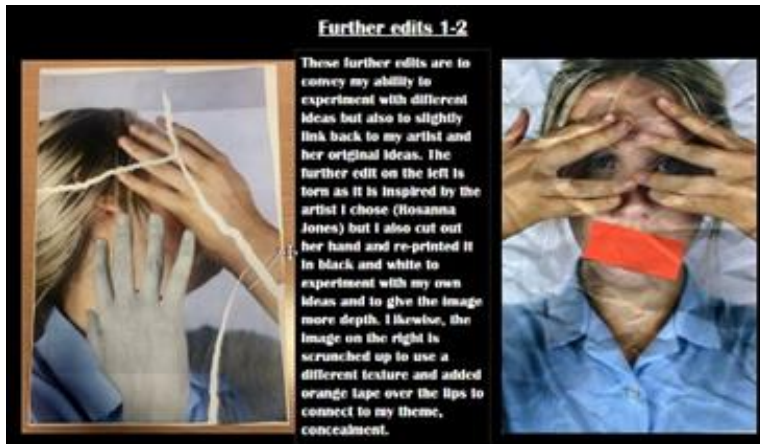 Further edits 1-2
These further edits are to
convey my ability to
experiment with different
ideas but also to slightly
link back to my artist and
her original ideas. The
further edit on the left is
torn as it is inspired by the
artist I chose (Rosanna
Jones) but I also cut out
her hand and re-printed it
in black and white to
experiment with my own
ideas and to give the image
more depth. Likewise, the
image on the right is
scrunched up to use a
different texture and added
orange tape over the lips to
connect to my theme,
concealment.